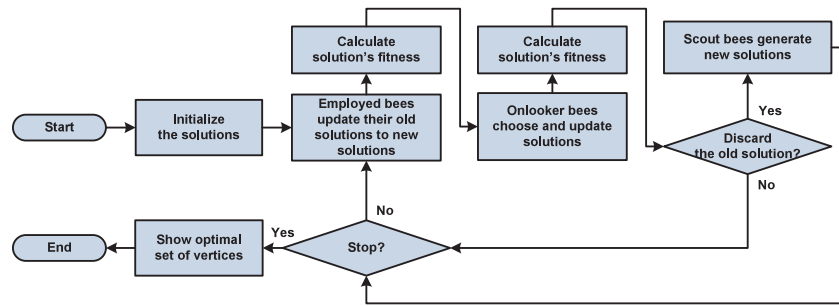 Start
Initialize
the solutions
Employed bees
update their old
solutions to new
solutions
Calculate
solution's fitness
Onlooker bees
choose and update
solutions
Calculate
solution's fitness
Discard
the old solution?
Yes
Scout bees generate
new solutions
No
Stop?
No
Yes
Show optimal
set of vertices
End